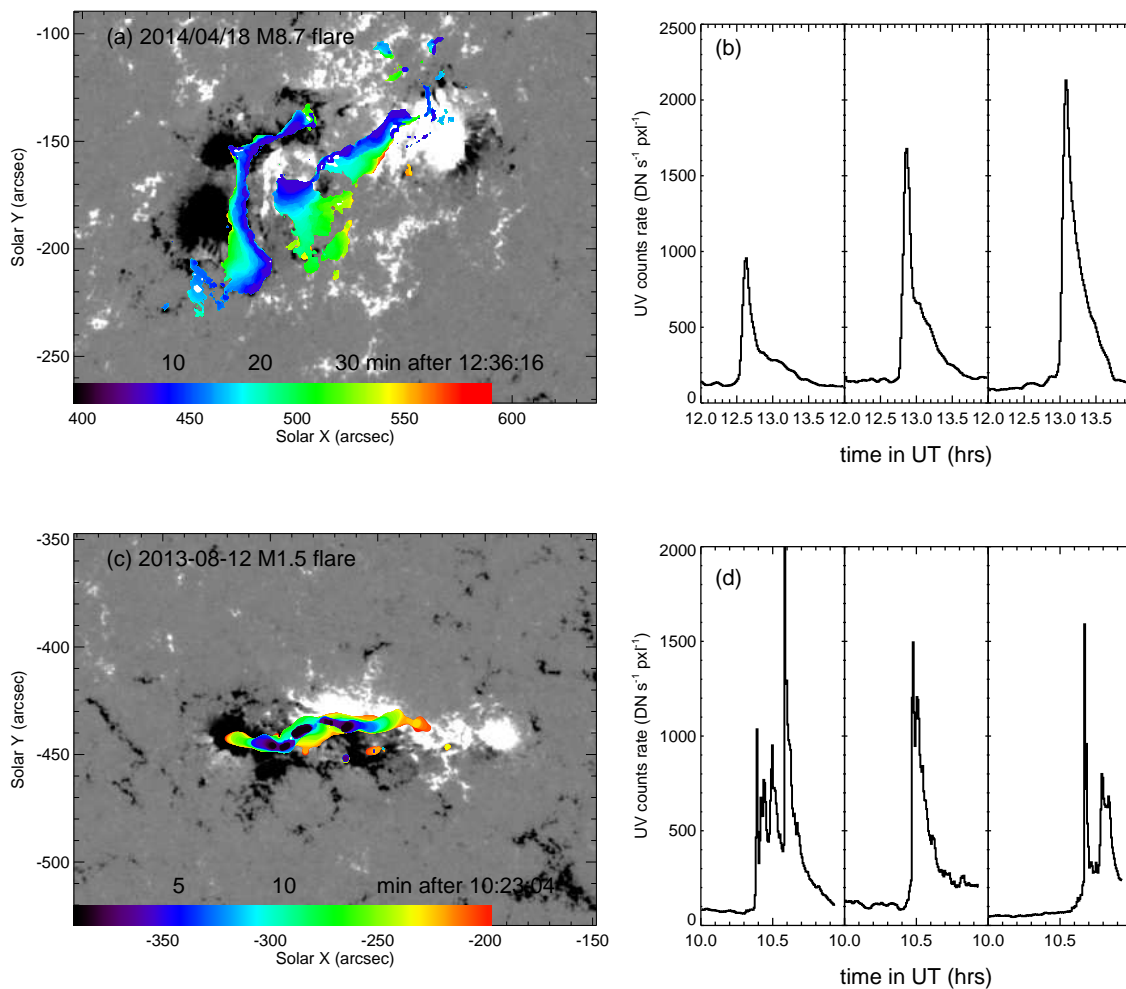 (a) 2014/04/18 M8.7 flare
-100
-150
-200
-250
Solar Y (arcsec)
10 20 30 min after 12:36:16
400 450 500 550 600
Solar X (arcsec)
(b)
2500
2000
1500
1000
500
0
UV counts rate (DN s⁻¹ pxl⁻¹)
12.0 12.5 13.0 13.5 12.0 12.5 13.0 13.5 12.0 12.5 13.0 13.5
time in UT (hrs)
(c) 2013-08-12 M1.5 flare
-350
-400
-450
-500
Solar Y (arcsec)
5 10 min after 10:23:04
-350 -300 -250 -200 -150
Solar X (arcsec)
(d)
2000
1500
1000
500
0
UV counts rate (DN s⁻¹ pxl⁻¹)
10.0 10.5 10.0 10.5 10.0 10.5
time in UT (hrs)